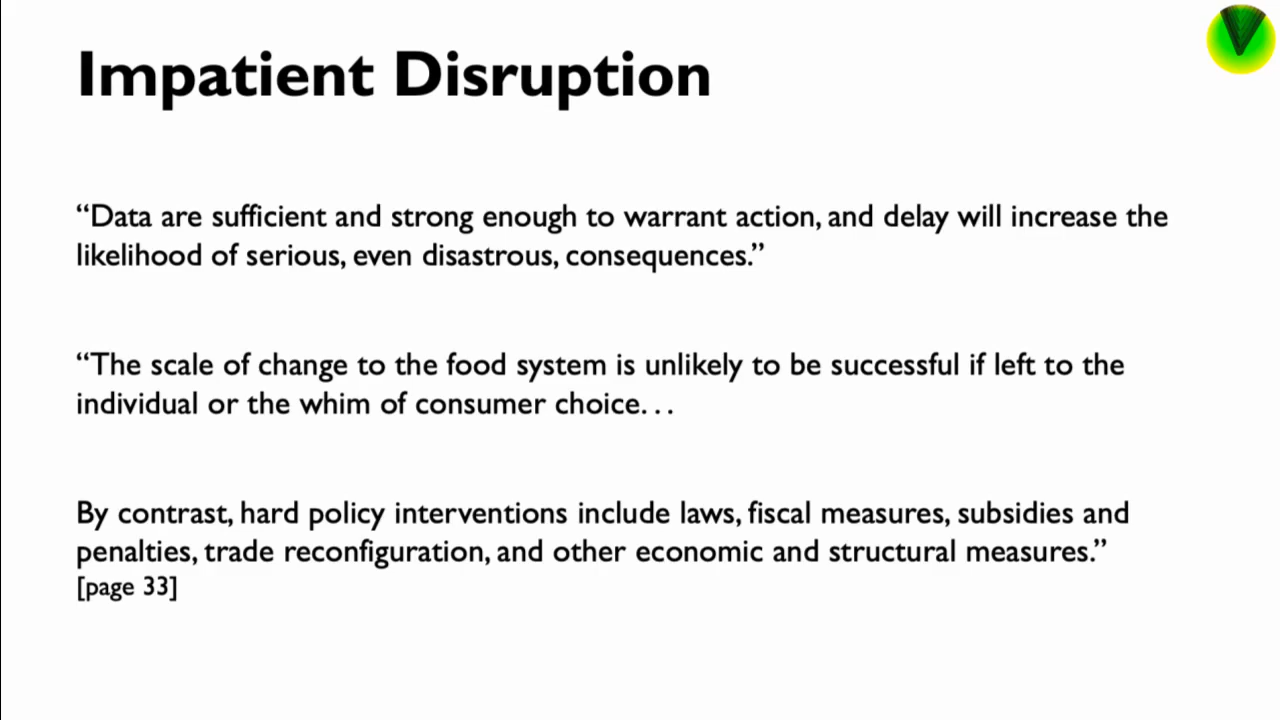 Impatient Disruption
“Data are sufficient and strong enough to warrant action, and delay will increase the
likelihood of serious, even disastrous, consequences.”
“The scale of change to the food system is unlikely to be successful if left to the
individual or the whim of consumer choice. . .
By contrast, hard policy interventions include laws, fiscal measures, subsidies and
penalties, trade reconfiguration, and other economic and structural measures.”
[page 33]